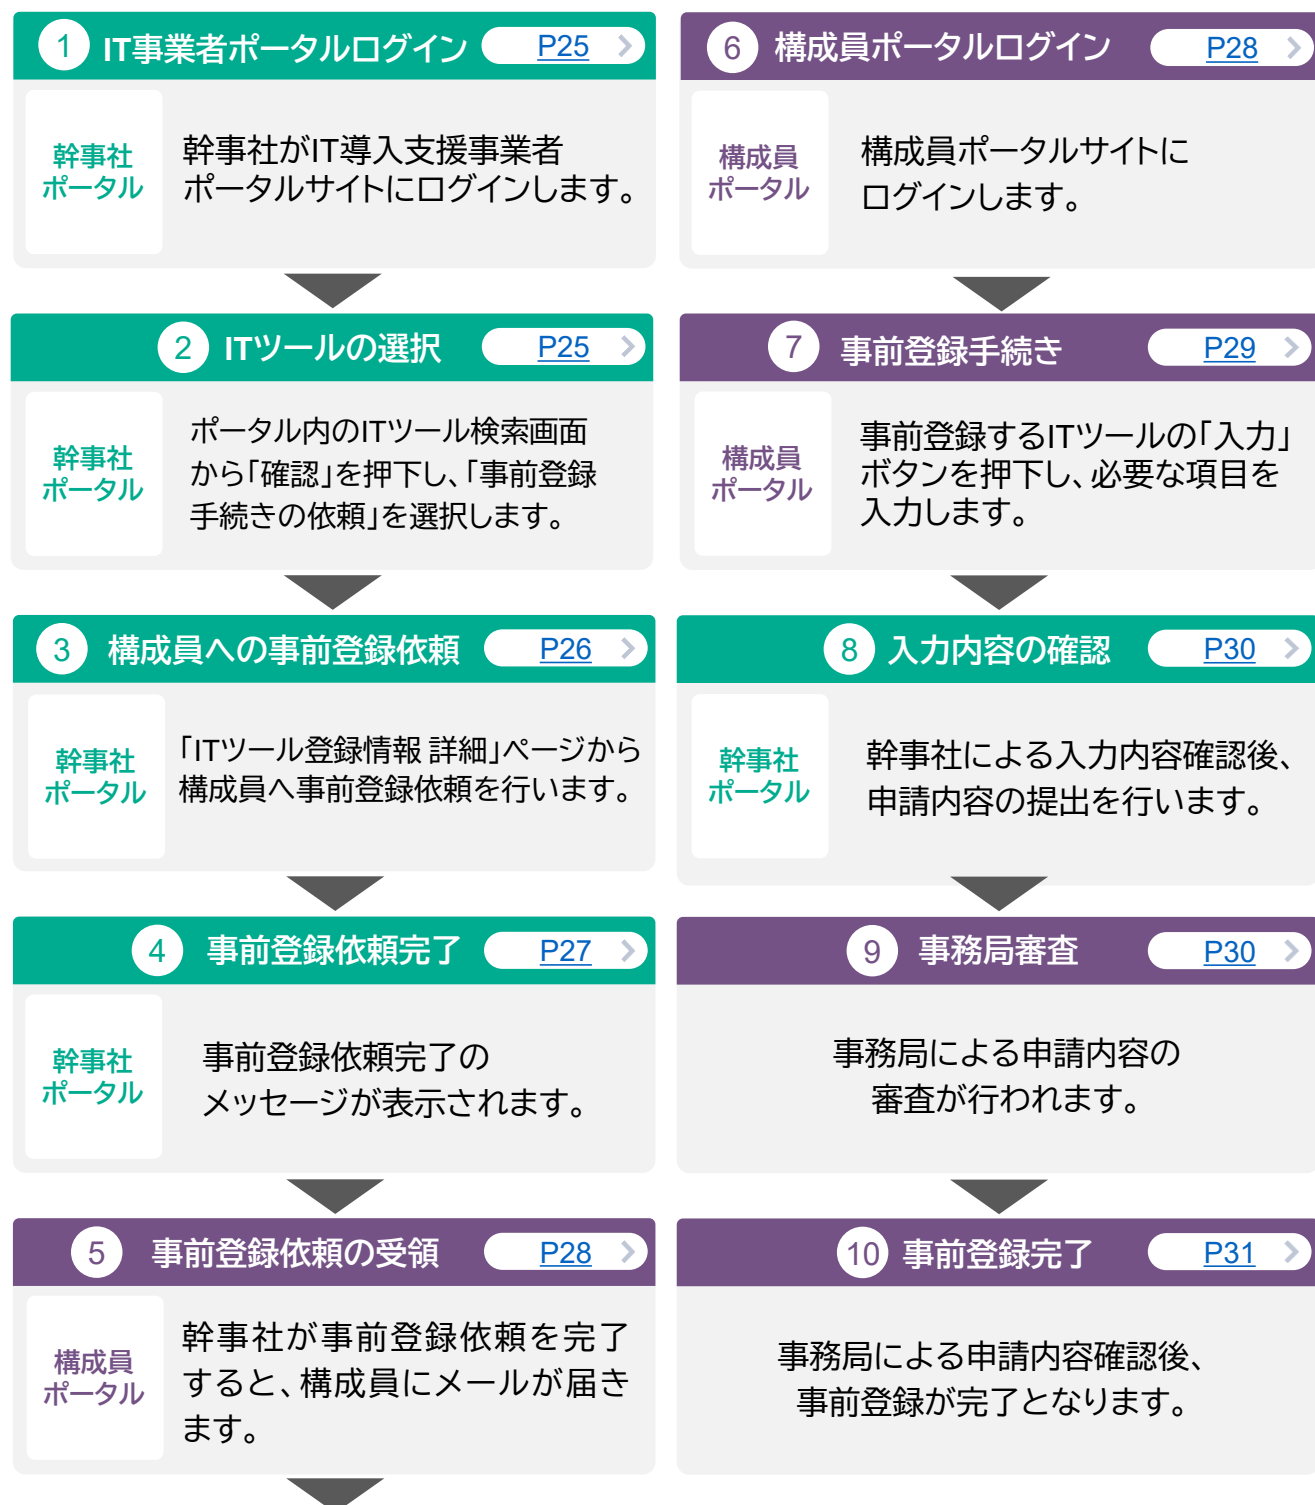 1 IT事業者ポータルログイン P25
幹事社
ポータル
幹事社がIT導入支援事業者
ポータルサイトにログインします。
2 ITツールの選択 P25
幹事社
ポータル
ポータル内のITツール検索画面
から「確認」を押下し、「事前登録
手続きの依頼」を選択します。
3 構成員への事前登録依頼 P26
幹事社
ポータル
「ITツール登録情報 詳細」ページから
構成員へ事前登録依頼を行います。
4 事前登録依頼完了 P27
幹事社
ポータル
事前登録依頼完了の
メッセージが表示されます。
5 事前登録依頼の受領 P28
構成員
ポータル
幹事社が事前登録依頼を完了
すると、構成員にメールが届き
ます。
6 構成員ポータルログイン P28
構成員
ポータル
構成員ポータルサイトに
ログインします。
7 事前登録手続き P29
構成員
ポータル
事前登録するITツールの「入力」
ボタンを押下し、必要な項目を
入力します。
8 入力内容の確認 P30
幹事社
ポータル
幹事社による入力内容確認後、
申請内容の提出を行います。
9 事務局審査 P30
事務局による申請内容の
審査が行われます。
10 事前登録完了 P31
事務局による申請内容確認後、
事前登録が完了となります。